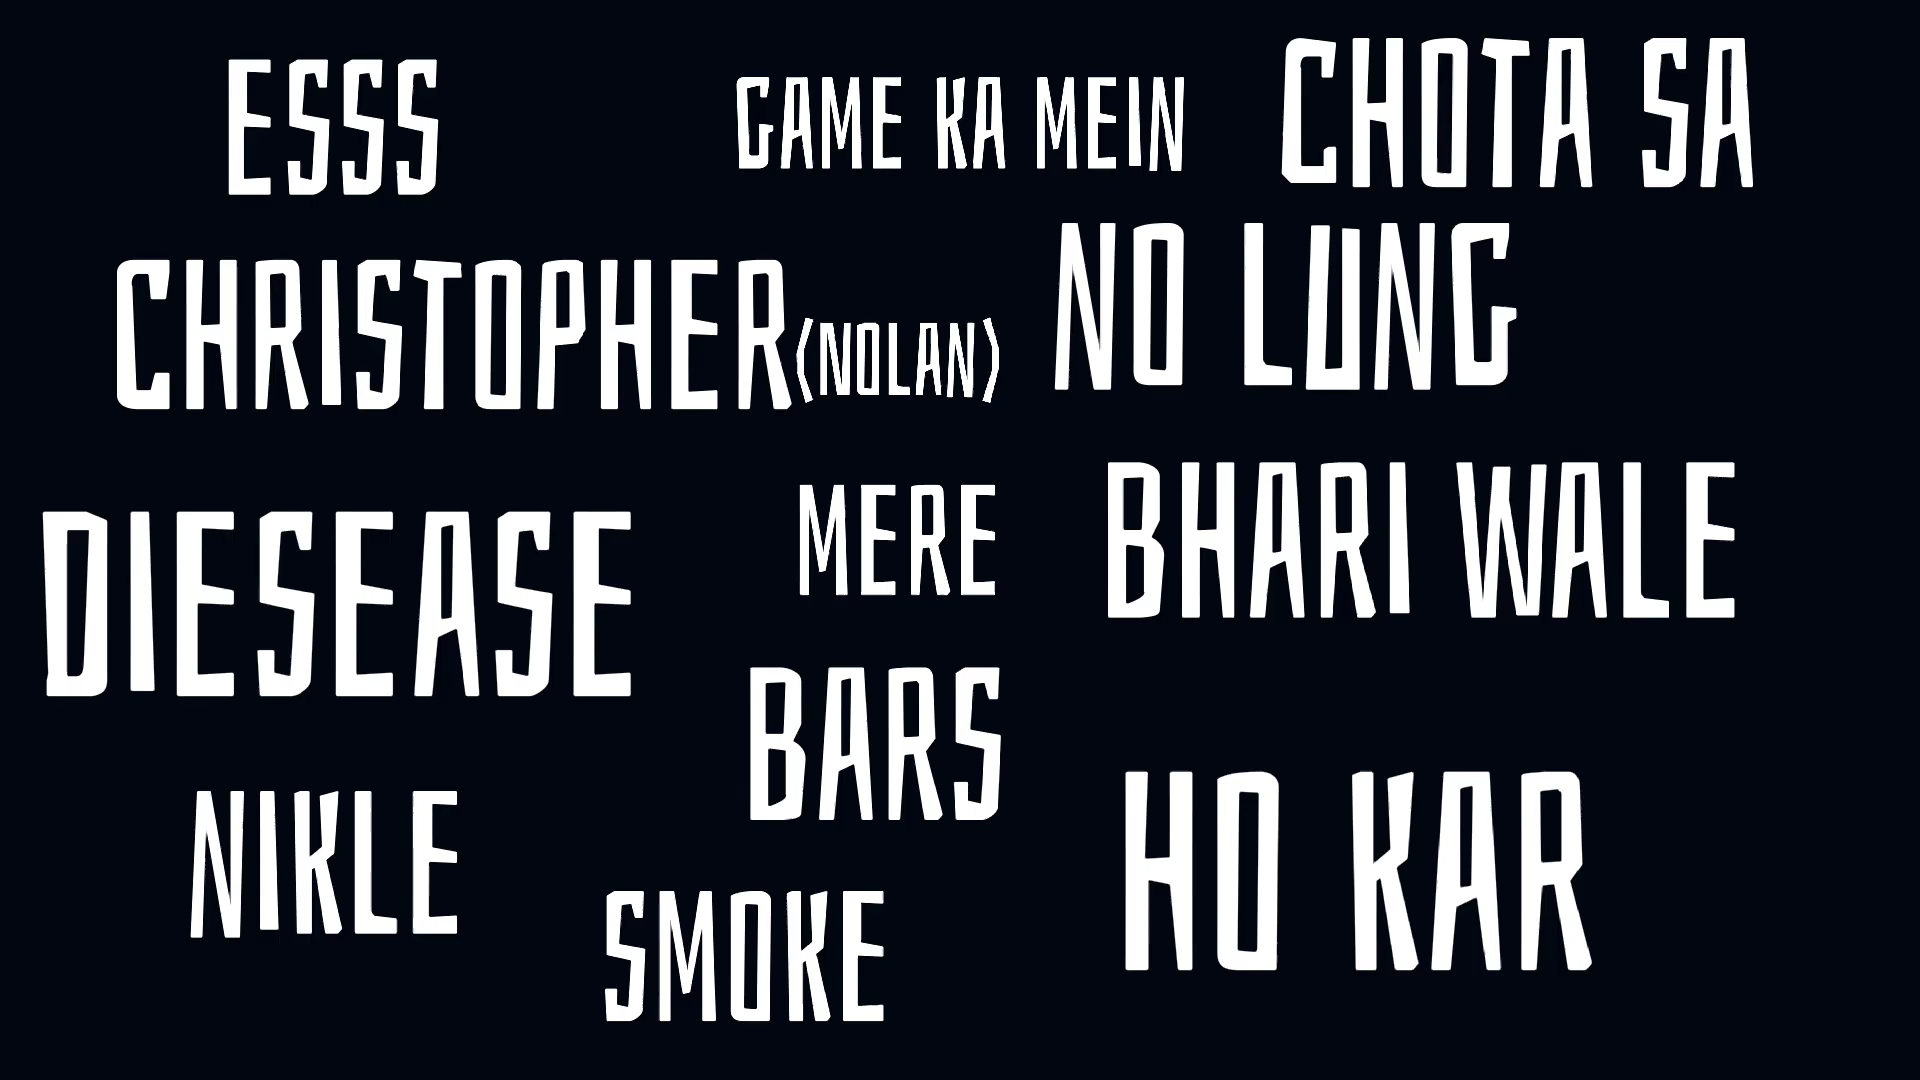 ESSS
GAME KA MEIN
CHOTA SA
CHRISTOPHER(NOLAN)
NO LUNG
DIESEASE
MERE
BHARI WALE
BARS
NIKLE
SMOKE
HO KAR